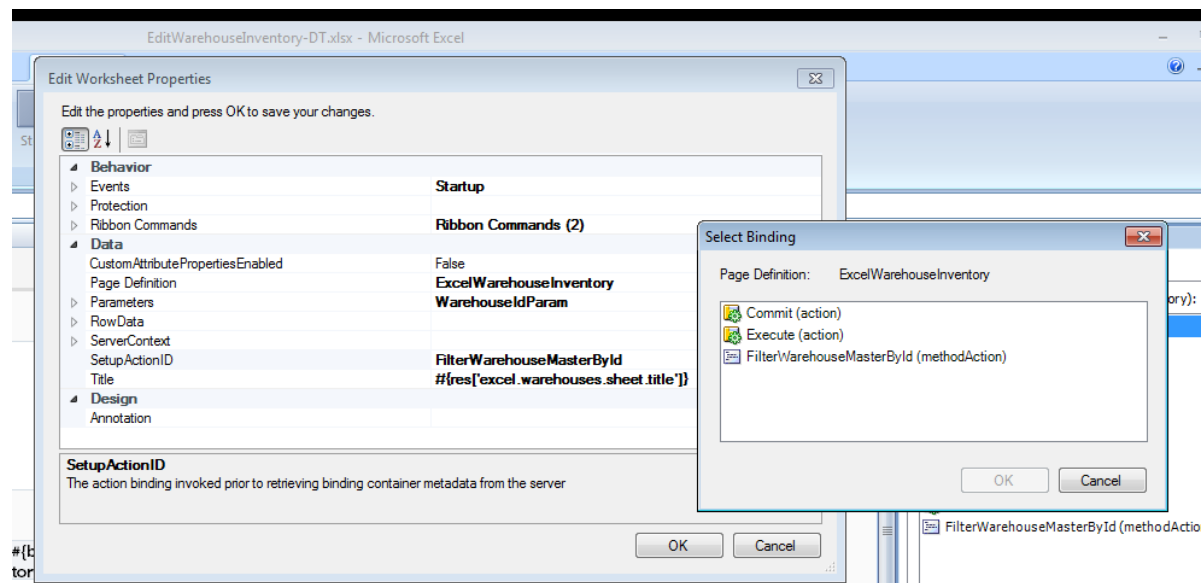 EditWarehouseInventory-DT.xlsx - Microsoft Excel
Edit Worksheet Properties
Edit the properties and press OK to save your changes.
St
Behavior
Events Startup
Protection
Ribbon Commands Ribbon Commands (2)
Data
CustomAttributePropertiesEnabled False
Page Definition ExcelWarehouseInventory
Parameters WarehouseIdParam
RowData
ServerContext
SetupActionID FilterWarehouseMasterById
Title #{res['excel.warehouses.sheet.title']}
Design
Annotation
SetupActionID
The action binding invoked prior to retrieving binding container metadata from the server
OK Cancel
Select Binding
Page Definition: ExcelWarehouseInventory
Commit (action)
Execute (action)
FilterWarehouseMasterById (methodAction)
OK Cancel
ory):
FilterWarehouseMasterById (methodActio
#{b
tor